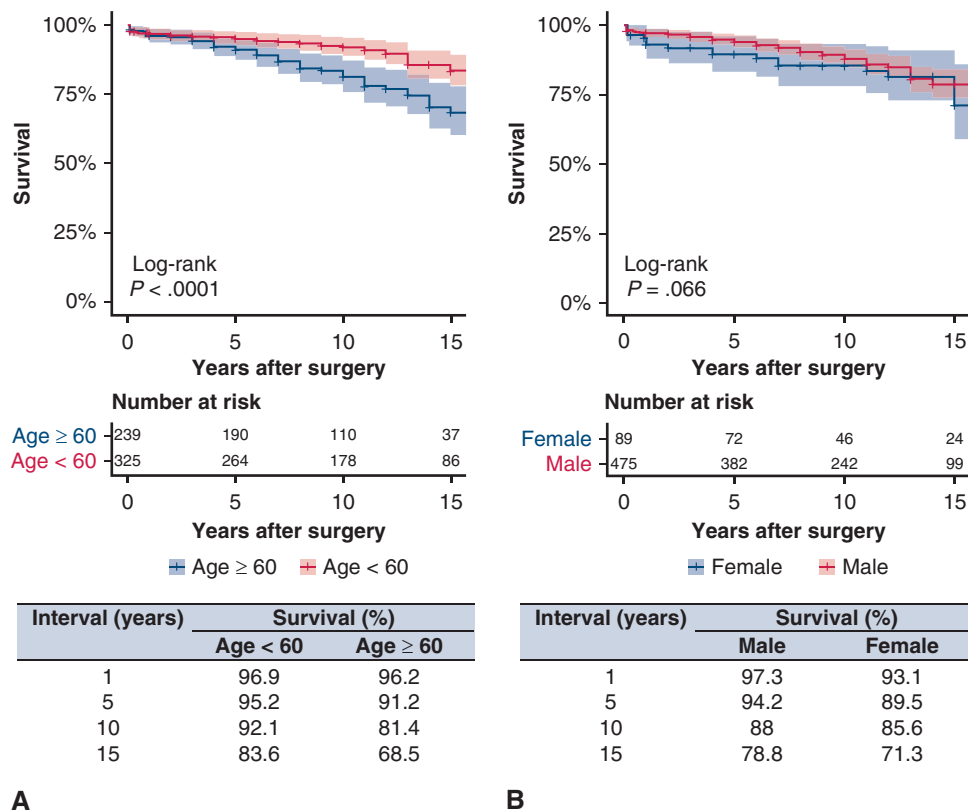 100%
75%
50%
25%
0%
Survival
Log-rank
P < .0001
0 5 10 15
Years after surgery
Number at risk
Age ≥ 60 239 190 110 37
Age < 60 325 264 178 86
0 5 10 15
Years after surgery
Age ≥ 60 Age < 60
Interval (years) Survival (%)
Age < 60 Age ≥ 60
1 96.9 96.2
5 95.2 91.2
10 92.1 81.4
15 83.6 68.5
A
100%
75%
50%
25%
0%
Survival
Log-rank
P = .066
0 5 10 15
Years after surgery
Number at risk
Female 89 72 46 24
Male 475 382 242 99
0 5 10 15
Years after surgery
Female Male
Interval (years) Survival (%)
Male Female
1 97.3 93.1
5 94.2 89.5
10 88 85.6
15 78.8 71.3
B